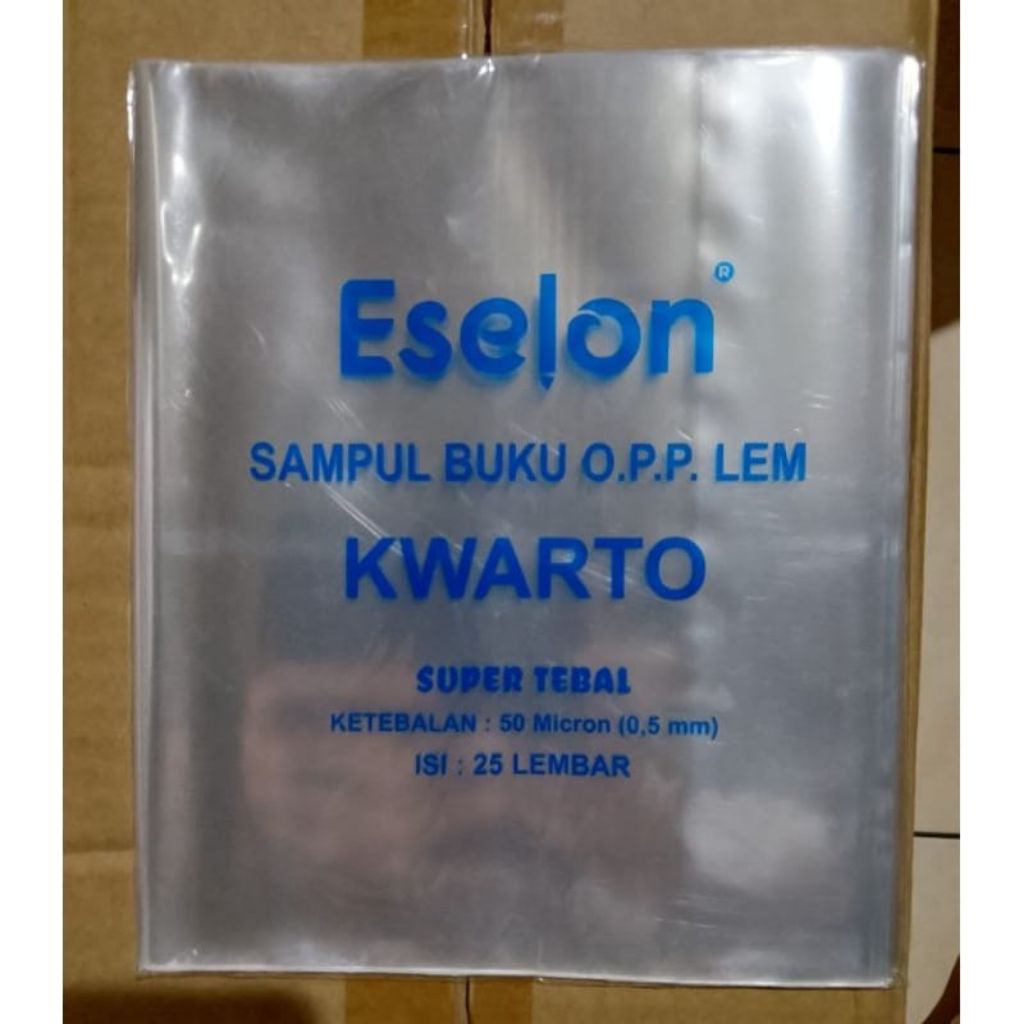 Eselon®
SAMPUL BUKU O.P.P. LEM
KWARTO
SUPER TEBAL
KETEBALAN : 50 Micron (0,5 mm)
ISI : 25 LEMBAR